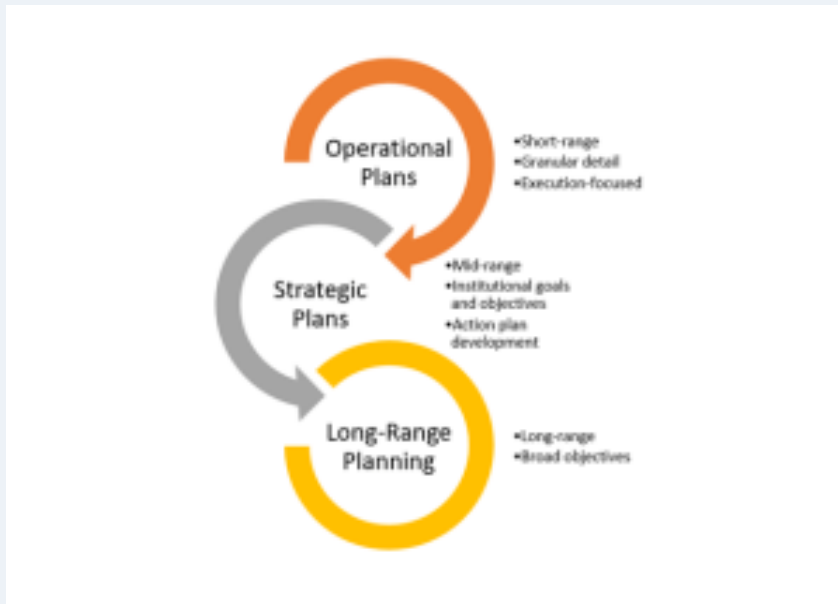 Operational
Plans
•Short-range
•Granular detail
•Execution-focused
Strategic
Plans
•Mid-range
•Institutional goals
and objectives
•Action plan
development
Long-Range
Planning
•Long-range
•Broad objectives